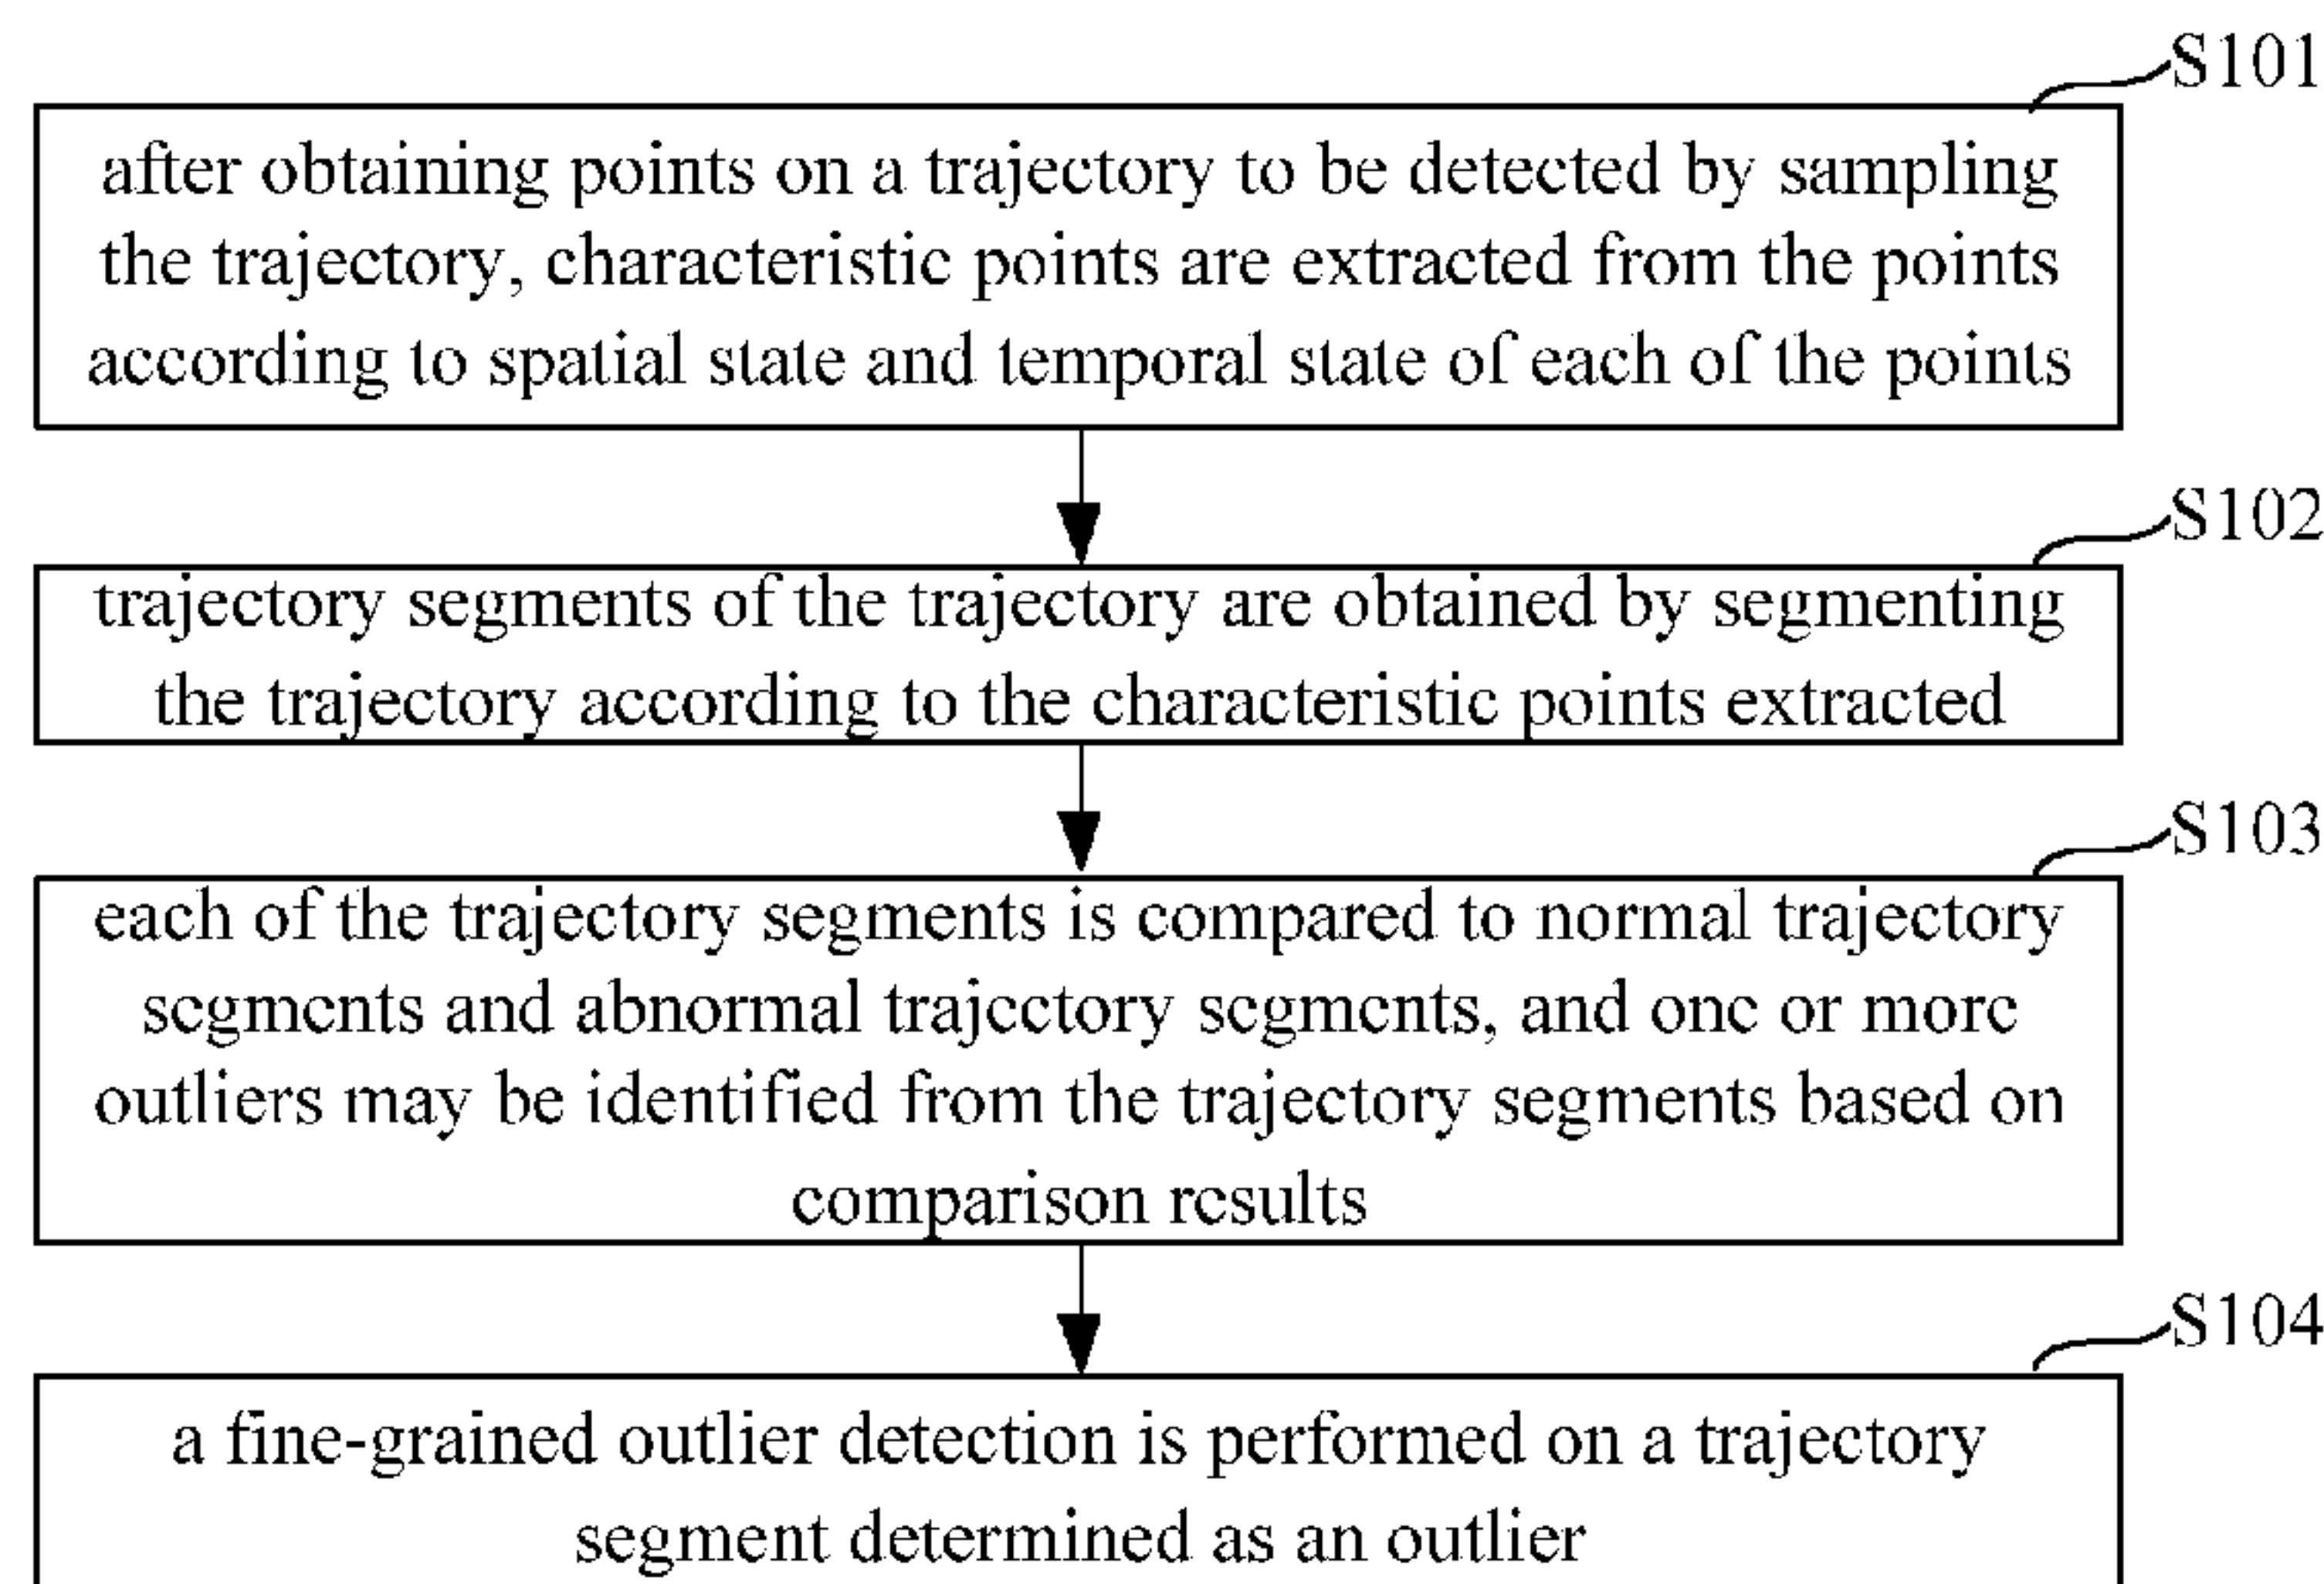 S101
after obtaining points on a trajectory to be detected by sampling
the trajectory, characteristic points are extracted from the points
according to spatial state and temporal state of each of the points
S102
trajectory segments of the trajectory are obtained by segmenting
the trajectory according to the characteristic points extracted
S103
each of the trajectory segments is compared to normal trajectory
segments and abnormal trajectory segments, and one or more
outliers may be identified from the trajectory segments based on
comparison results
S104
a fine-grained outlier detection is performed on a trajectory
segment determined as an outlier